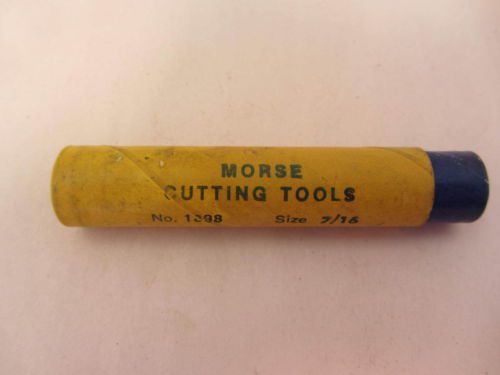 MORSE
CUTTING TOOLS
No. 1398 Size 7/16